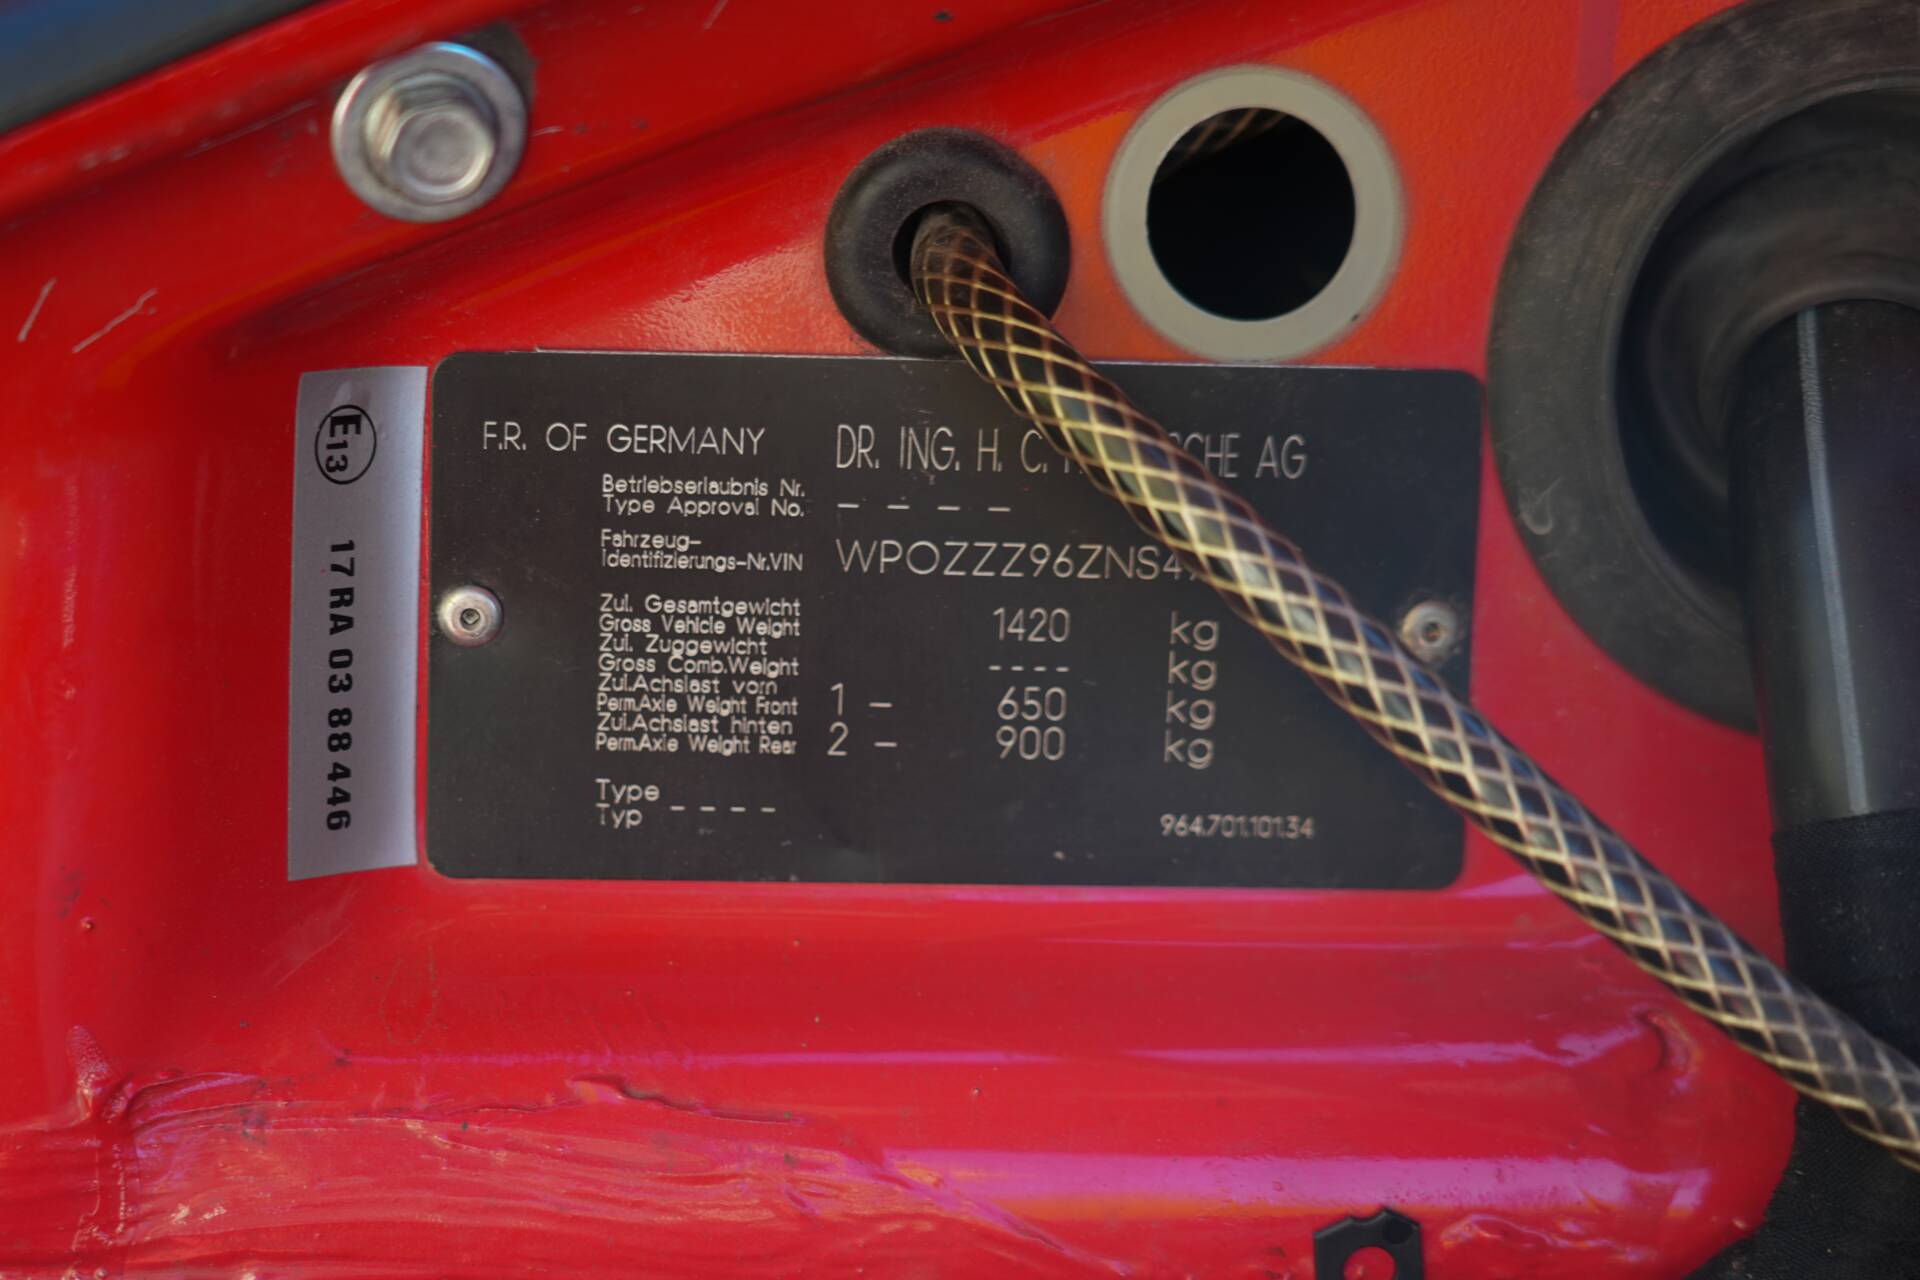 E13
17 RA 03 88 446
F.R. OF GERMANY DR. ING. H. C. AG
Betriebserlaubnis Nr.
Type Approval No. - - - -
Fahrzeug-
Identifizierungs-Nr.VIN WPOZZZ96ZNS4
Zul. Gesamtgewicht
Gross Vehicle Weight 1420 kg
Zul. Zuggewicht
Gross Comb.Weight ---- kg
Zul.Achslast vorn
Perm.Axle Weight Front 1 - 650 kg
Zul.Achslast hinten
Perm.Axle Weight Rear 2 - 900 kg
Type
Typ - - - -
964.701.101.34